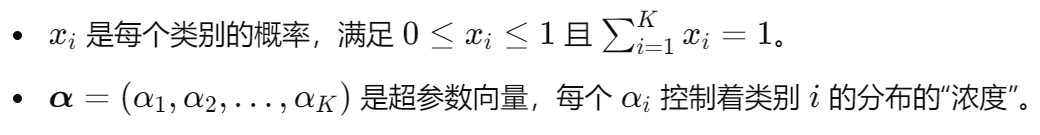 • $x_i$ 是每个类别的概率，满足 $0 \leq x_i \leq 1$ 且 $\sum_{i=1}^{K} x_i = 1$。
• $\boldsymbol{\alpha} = (\alpha_1, \alpha_2, \ldots, \alpha_K)$ 是超参数向量，每个 $\alpha_i$ 控制着类别 $i$ 的分布的“浓度”。